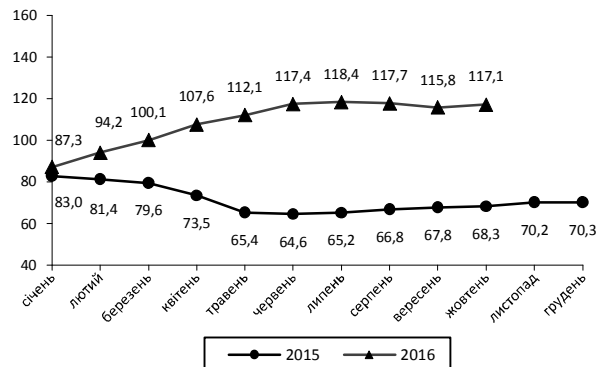 160
140
120
100
80
60
40
87,3
94,2
100,1
107,6
112,1
117,4
118,4
117,7
115,8
117,1
83,0
81,4
79,6
73,5
65,4
64,6
65,2
66,8
67,8
68,3
70,2
70,3
січень
лютий
березень
квітень
травень
червень
липень
серпень
вересень
жовтень
листопад
грудень
2015
2016